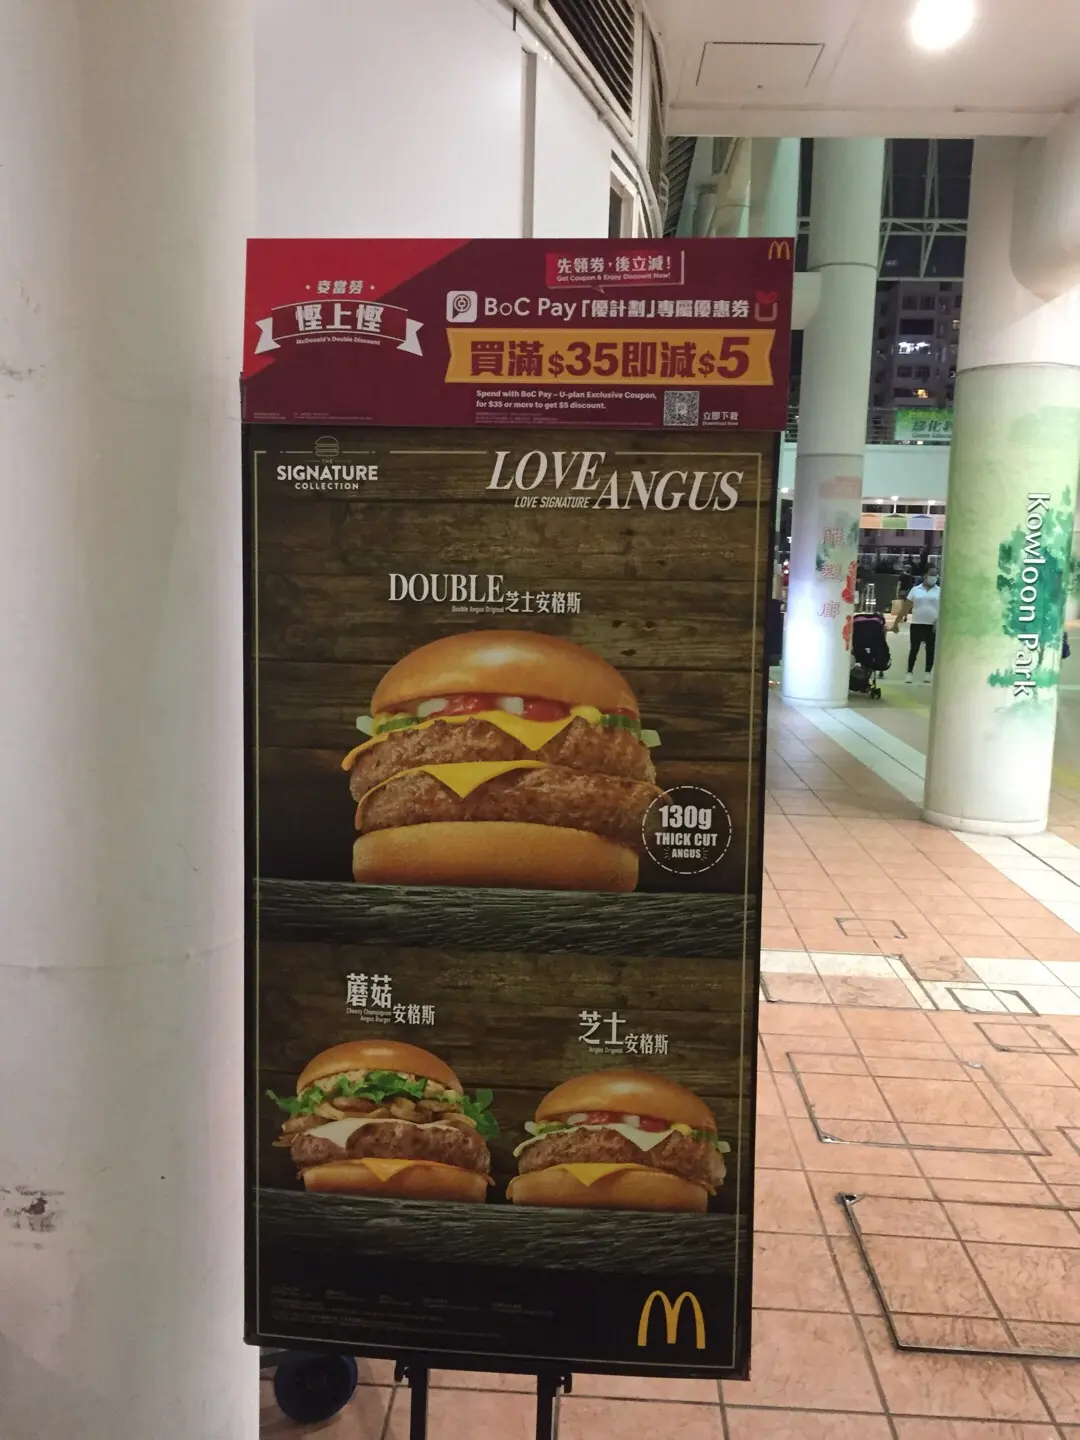 ・麥當勞・
慳上慳
McDonald's Double Discount
先領券，後立減！
Get Coupon & Enjoy Discount Now!
BoC Pay「優計劃」專屬優惠券
買滿$35即減$5
Spend with BoC Pay – U-plan Exclusive Coupon,
for $35 or more to get $5 discount.
立即下載
Download Now
THE
SIGNATURE
COLLECTION
LOVE ANGUS
LOVE SIGNATURE
DOUBLE芝士安格斯
Double Angus Original
130g
THICK CUT
ANGUS
蘑菇安格斯
Cheesy Champignon
Angus Burger
芝士安格斯
Angus Original
Kowloon Park
雕塑廊